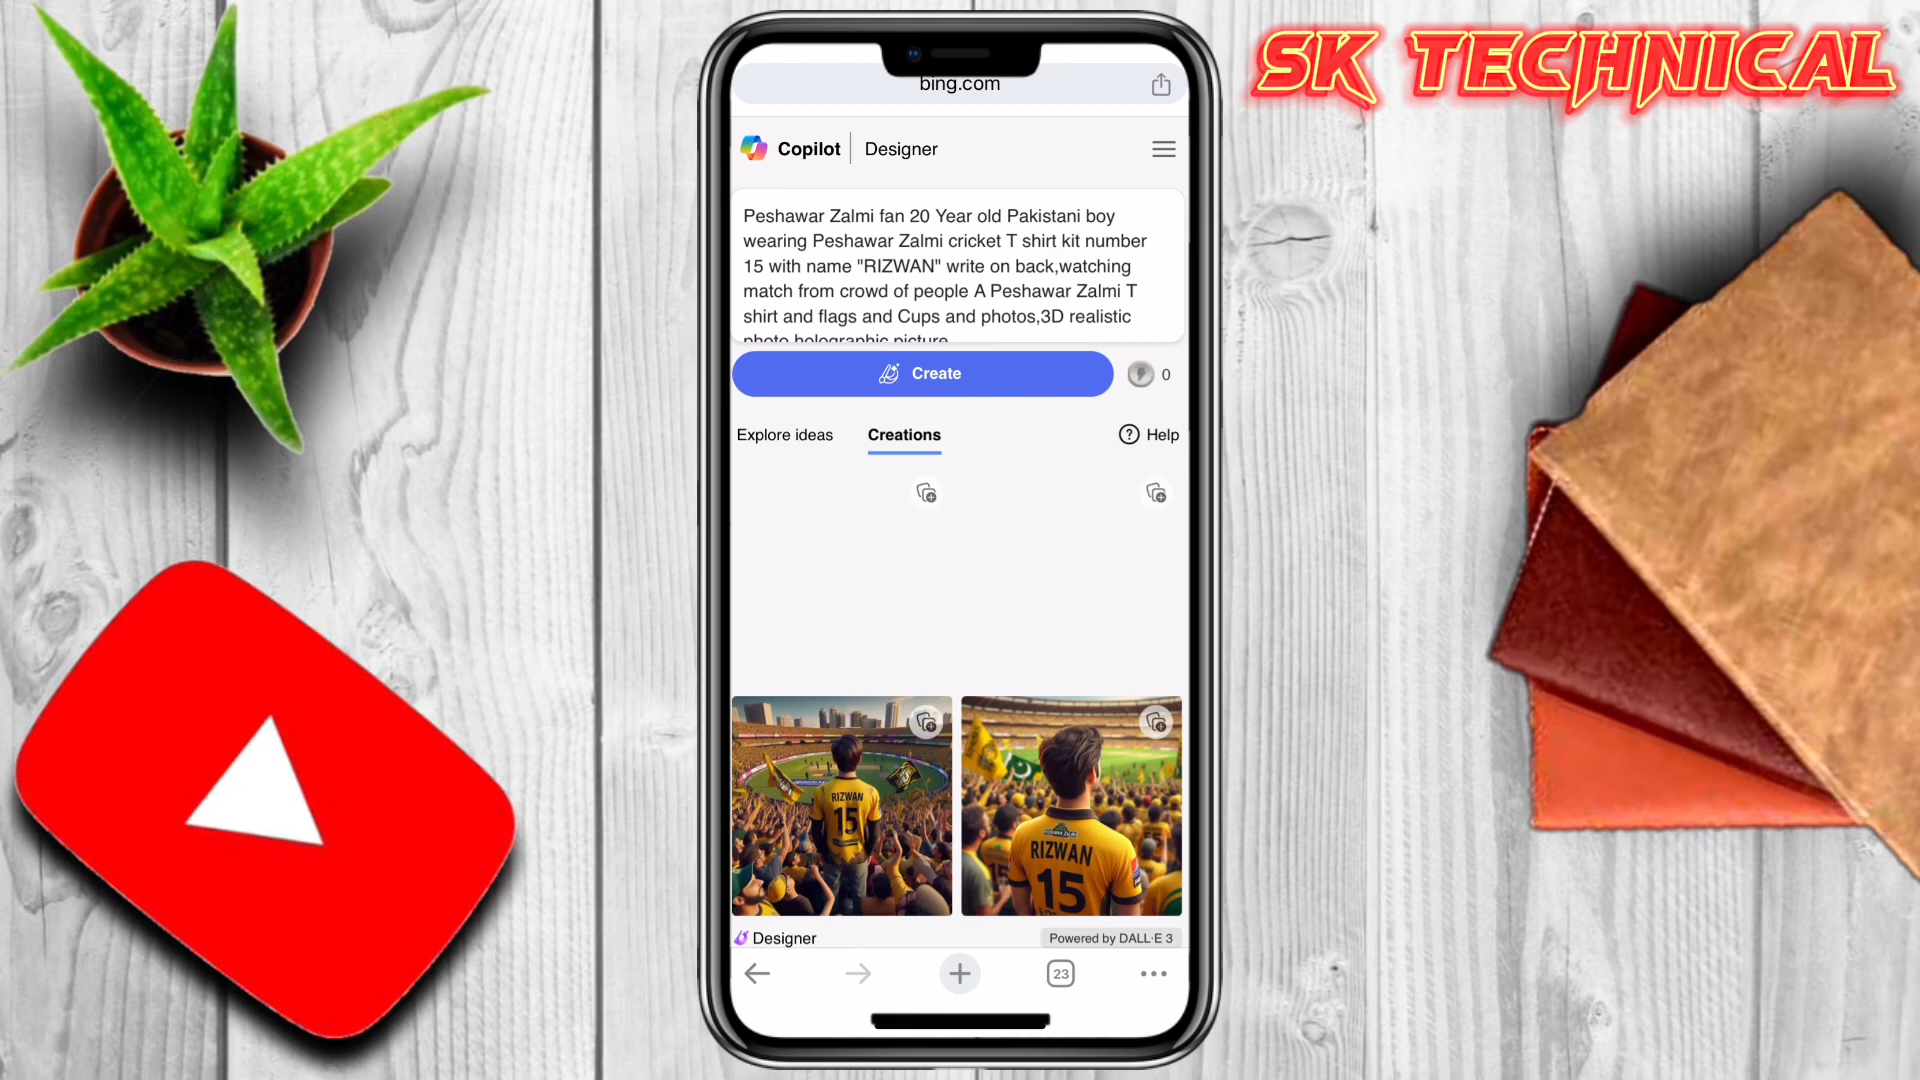 SK TECHNICAL
bing.com
Copilot | Designer
Peshawar Zalmi fan 20 Year old Pakistani boy
wearing Peshawar Zalmi cricket T shirt kit number
15 with name "RIZWAN" write on back,watching
match from crowd of people A Peshawar Zalmi T
shirt and flags and Cups and photos,3D realistic
photo holographic picture
Create
0
Explore ideas
Creations
Help
RIZWAN
15
RIZWAN
15
Designer
Powered by DALL·E 3
23